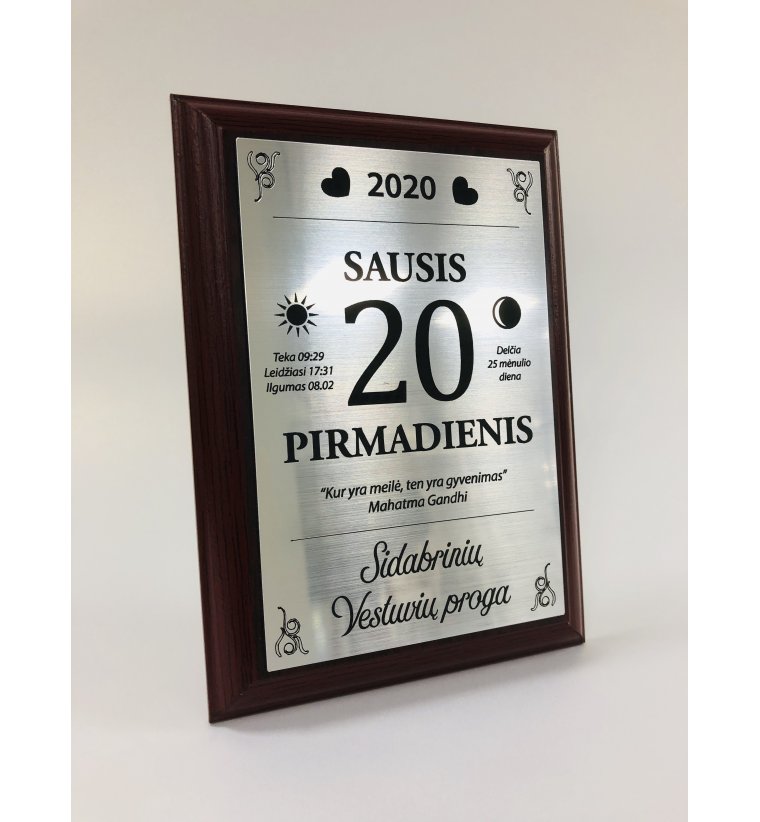 2020
SAUSIS
20
Teka 09:29
Leidžiasi 17:31
Ilgumas 08.02
Delčia
25 mėnulio
diena
PIRMADIENIS
“Kur yra meilė, ten yra gyvenimas”
Mahatma Gandhi
Sidabrinių
Vestuvių proga